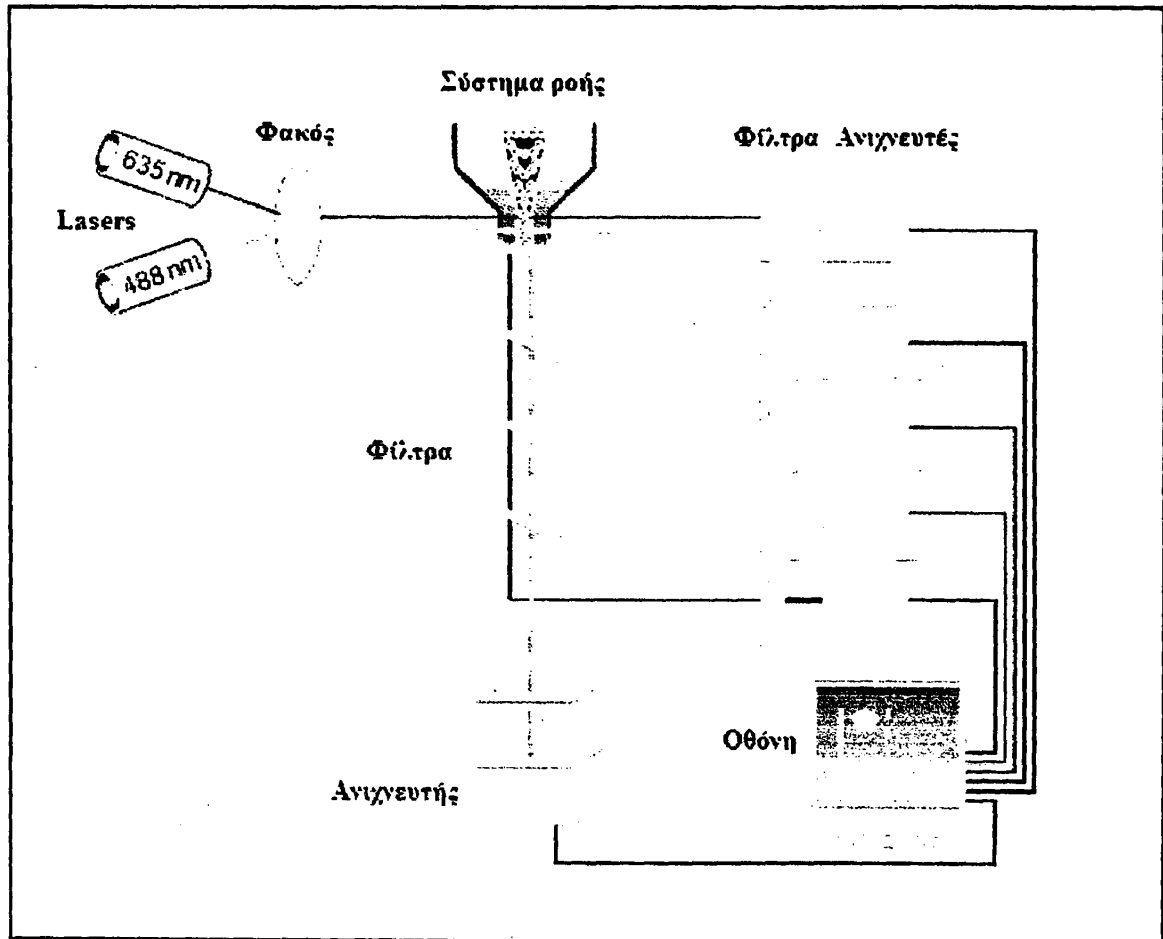 Σύστημα ροής
Φακός
Φίλτρα Ανιχνευτές
635 nm
Lasers
488 nm
Φίλτρα
Οθόνη
Ανιχνευτής